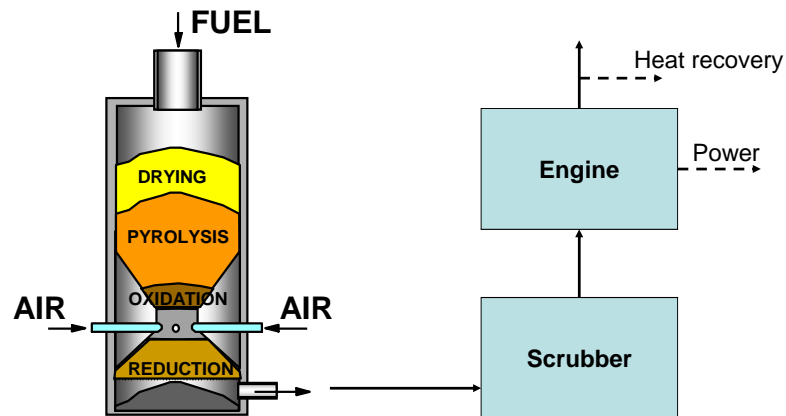 FUEL
Heat recovery
DRYING
Engine
Power
PYROLYSIS
OXIDATION
AIR
AIR
REDUCTION
Scrubber